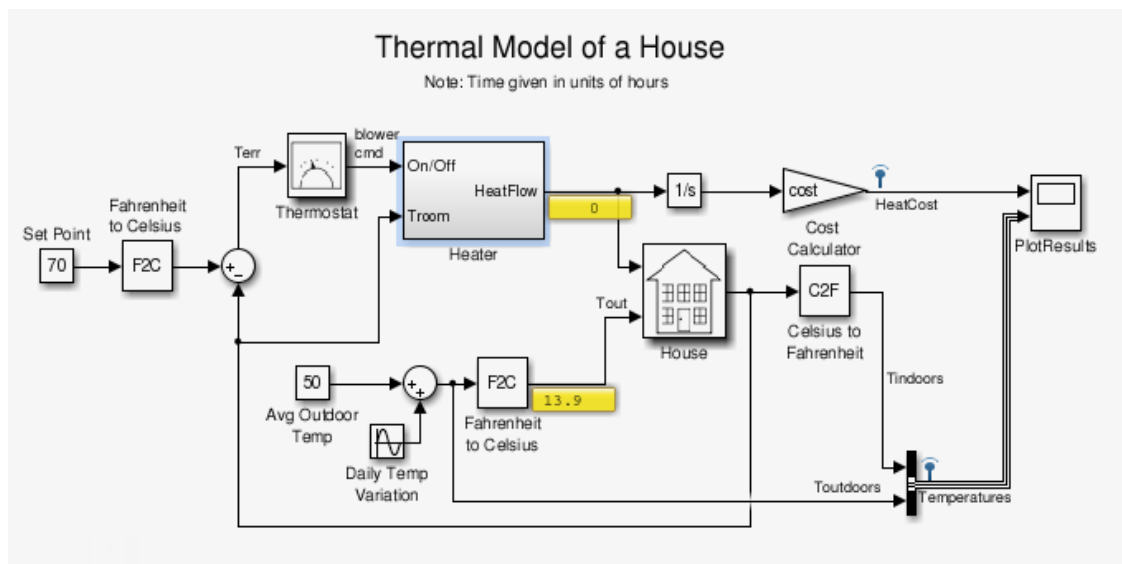 Thermal Model of a House
Note: Time given in units of hours
blower
cmd
Terr
On/Off
HeatFlow
Troom
Heater
0
1/s
cost
HeatCost
Cost
Calculator
PlotResults
Thermostat
Fahrenheit
to Celsius
Set Point
70
F2C
+
−
Tout
House
C2F
Celsius to
Fahrenheit
Tindoors
50
Avg Outdoor
Temp
+
+
F2C
13.9
Fahrenheit
to Celsius
Daily Temp
Variation
Toutdoors
Temperatures